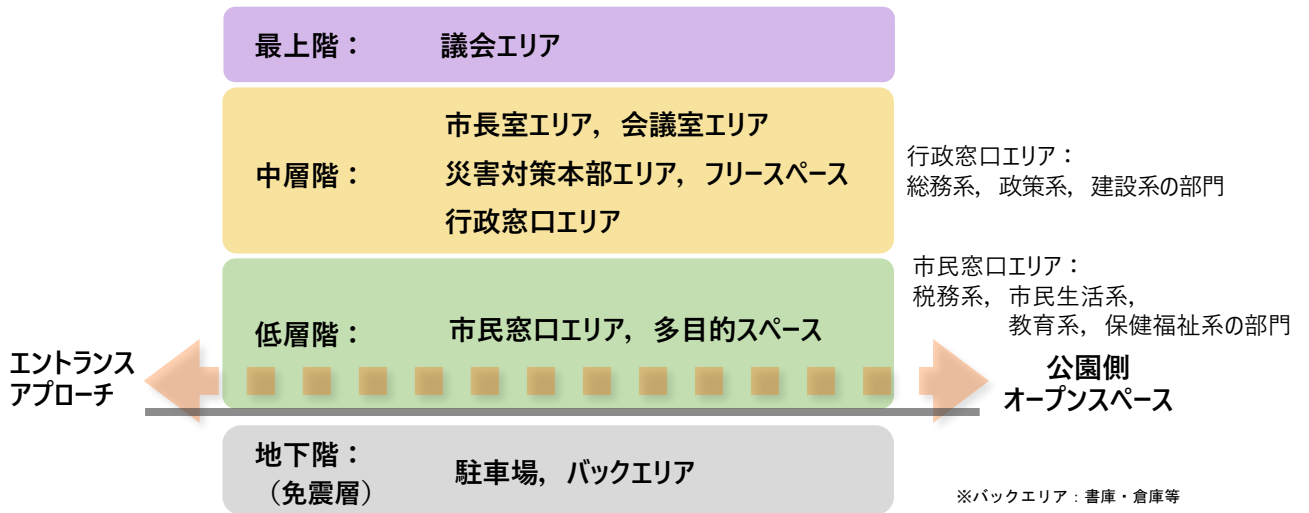 最上階： 議会エリア
市長室エリア，会議室エリア
中層階： 災害対策本部エリア，フリースペース
行政窓口エリア
行政窓口エリア：
総務系，政策系，建設系の部門
低層階： 市民窓口エリア，多目的スペース
市民窓口エリア：
税務系，市民生活系，
教育系，保健福祉系の部門
エントランス
アプローチ
公園側
オープンスペース
地下階：
（免震層）
駐車場，バックエリア
※バックエリア：書庫・倉庫等